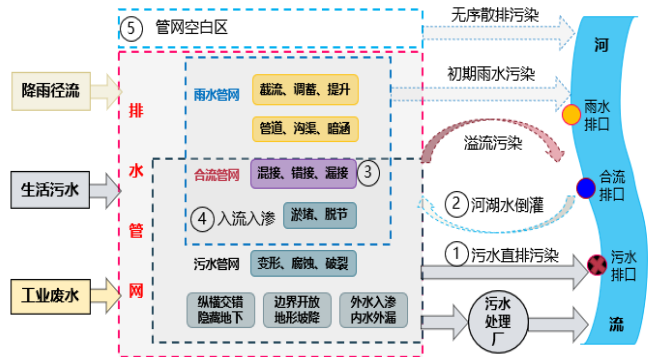 ⑤ 管网空白区
无序散排污染
河
降雨径流
排
水
管
网
雨水管网
截流、调蓄、提升
管道、沟渠、暗涵
初期雨水污染
雨水
排口
溢流污染
合流管网
混接、错接、漏接
③
生活污水
④ 入流入渗
淤堵、脱节
② 河湖水倒灌
合流
排口
污水管网
变形、腐蚀、破裂
① 污水直排污染
污水
排口
工业废水
纵横交错
隐藏地下
边界开放
地形坡降
外水入渗
内水外漏
污水
处理
厂
流